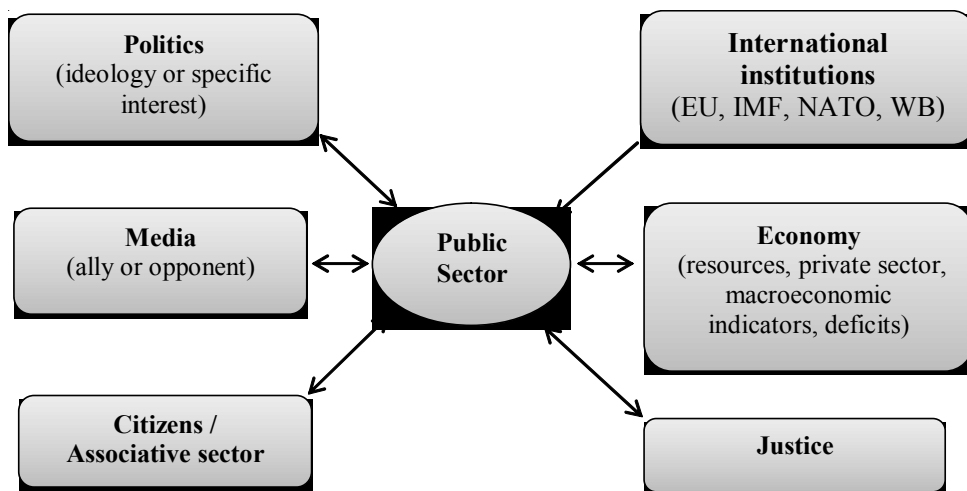 Politics
(ideology or specific
interest)
International
institutions
(EU, IMF, NATO, WB)
Media
(ally or opponent)
Public
Sector
Economy
(resources, private sector,
macroeconomic
indicators, deficits)
Citizens /
Associative sector
Justice